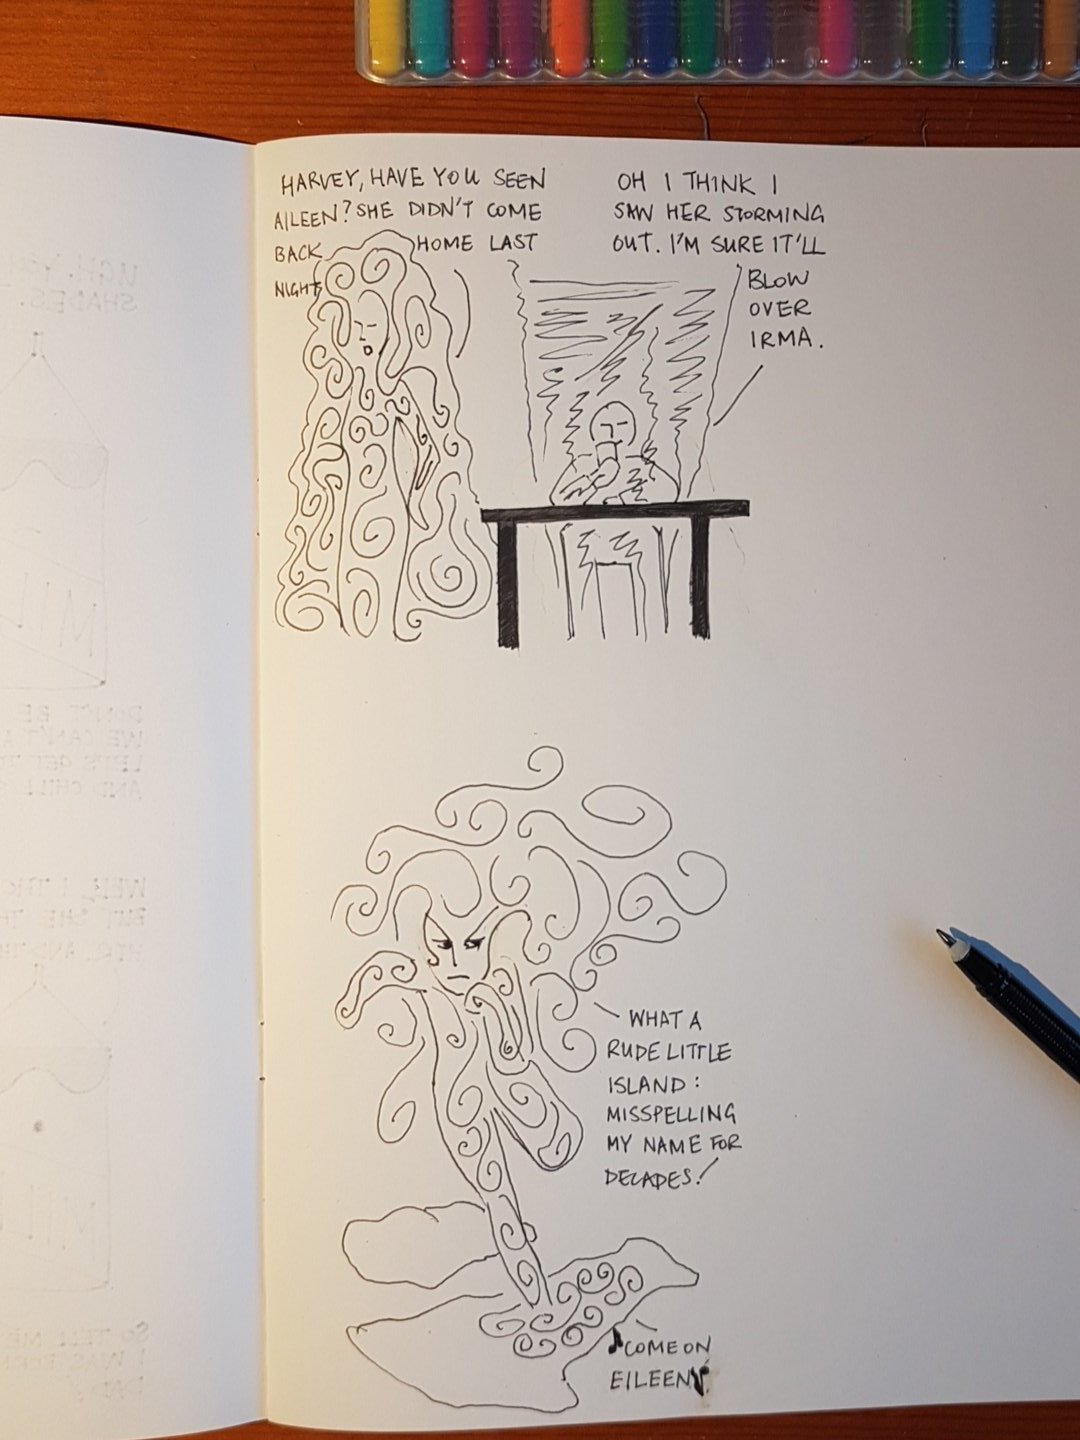 HARVEY, HAVE YOU SEEN
AILEEN? SHE DIDN'T COME
BACK HOME LAST
NIGHT
OH I THINK I
SAW HER STORMING
OUT. I'M SURE IT'LL
BLOW
OVER
IRMA.
WHAT A
RUDE LITTLE
ISLAND:
MISSPELLING
MY NAME FOR
DECADES!
♪COME ON
EILEEN